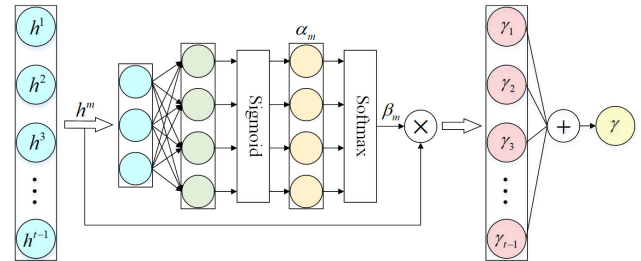 h^1
h^2
h^3
h^{t-1}
h^m
Sigmoid
α_m
Softmax
β_m
×
γ_1
γ_2
γ_3
γ_{t-1}
+
γ